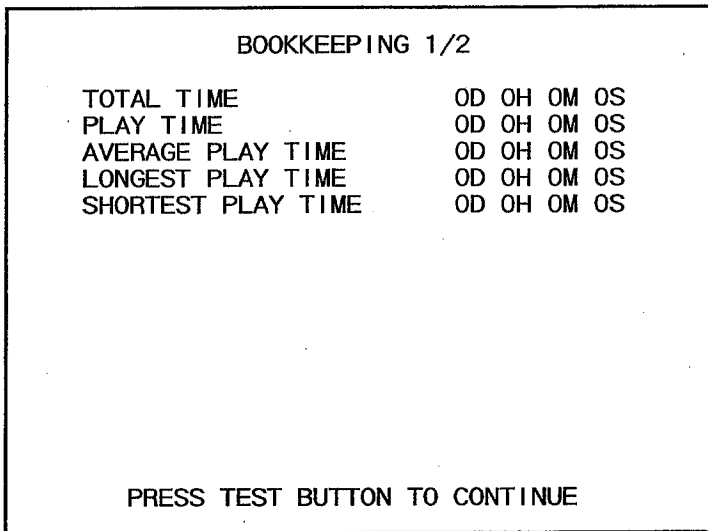 BOOKKEEPING 1/2
TOTAL TIME 0D 0H 0M 0S
PLAY TIME 0D 0H 0M 0S
AVERAGE PLAY TIME 0D 0H 0M 0S
LONGEST PLAY TIME 0D 0H 0M 0S
SHORTEST PLAY TIME 0D 0H 0M 0S
PRESS TEST BUTTON TO CONTINUE